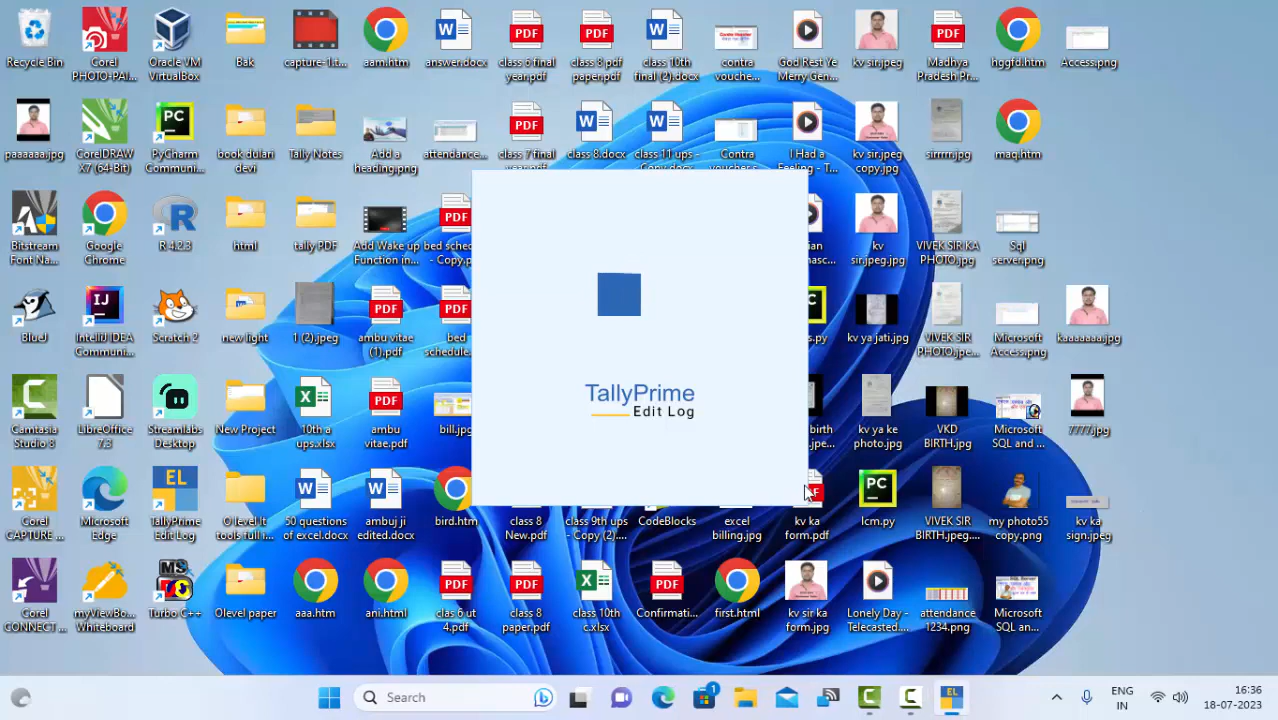 Recycle Bin
Corel
PHOTO-PAI...
Oracle VM
VirtualBox
Bak
capture-1.t...
aam.htm
answer.docx
class 6 final
year.pdf
class 8 pdf
paper.pdf
class 10th
final (2).docx
contra
vouche...
God Rest Ye
Merry Gen...
kv sir.jpeg
Madhya
Pradesh Pr...
hggfd.htm
Access.png
paaaaaa.jpg
CorelDRAW
X7 (64-Bit)
PyCharm
Communi...
book dulari
devi
Tally Notes
Add a
heading.png
attendance...
class 7 final
year.pdf
class 8.docx
class 11 ups -
Copy.docx
Contra
voucher s...
I Had a
Feeling - T...
kv sir.jpeg
copy.jpg
sirrrrr.jpg
maq.htm
Bitstream
Font Na...
Google
Chrome
R 4.2.3
html
tally PDF
Add Wake up
Function in...
bed sche...
- Copy.p...
kv
sir.jpeg.jpg
VIVEK SIR KA
PHOTO.jpg
Sql
server.png
BlueJ
IntelliJ IDEA
Communi...
Scratch 2
new light
1 (2).jpeg
ambu vitae
(1).pdf
bed
schedule...
s.py
kv ya jati.jpg
VIVEK SIR
PHOTO.jpe...
Microsoft
Access.png
kaaaaaaa.jpg
Camtasia
Studio 8
LibreOffice
7.3
Streamlabs
Desktop
New Project
10th a
ups.xlsx
ambu
vitae.pdf
bill.jpg
birth
.jpe...
kv ya ke
photo.jpg
VKD
BIRTH.jpg
Microsoft
SQL and ...
7777.jpg
TallyPrime
Edit Log
Corel
CAPTURE ...
Microsoft
Edge
TallyPrime
Edit Log
O level It
tools full i...
50 questions
of excel.docx
ambuj ji
edited.docx
bird.htm
class 8
New.pdf
class 9th ups
- Copy (2)....
CodeBlocks
excel
billing.jpg
kv ka
form.pdf
lcm.py
VIVEK SIR
BIRTH.jpeg....
my photo55
copy.png
kv ka
sign.jpeg
Corel
CONNECT ...
myViewBo...
Whiteboard
Turbo C++
Olevel paper
aaa.htm
ani.html
clas 6 ut
4.pdf
class 8
paper.pdf
class 10th
c.xlsx
Confirmati...
first.html
kv sir ka
form.jpg
Lonely Day -
Telecasted....
attendance
1234.png
Microsoft
SQL an...
Search
ENG
IN
16:36
18-07-2023